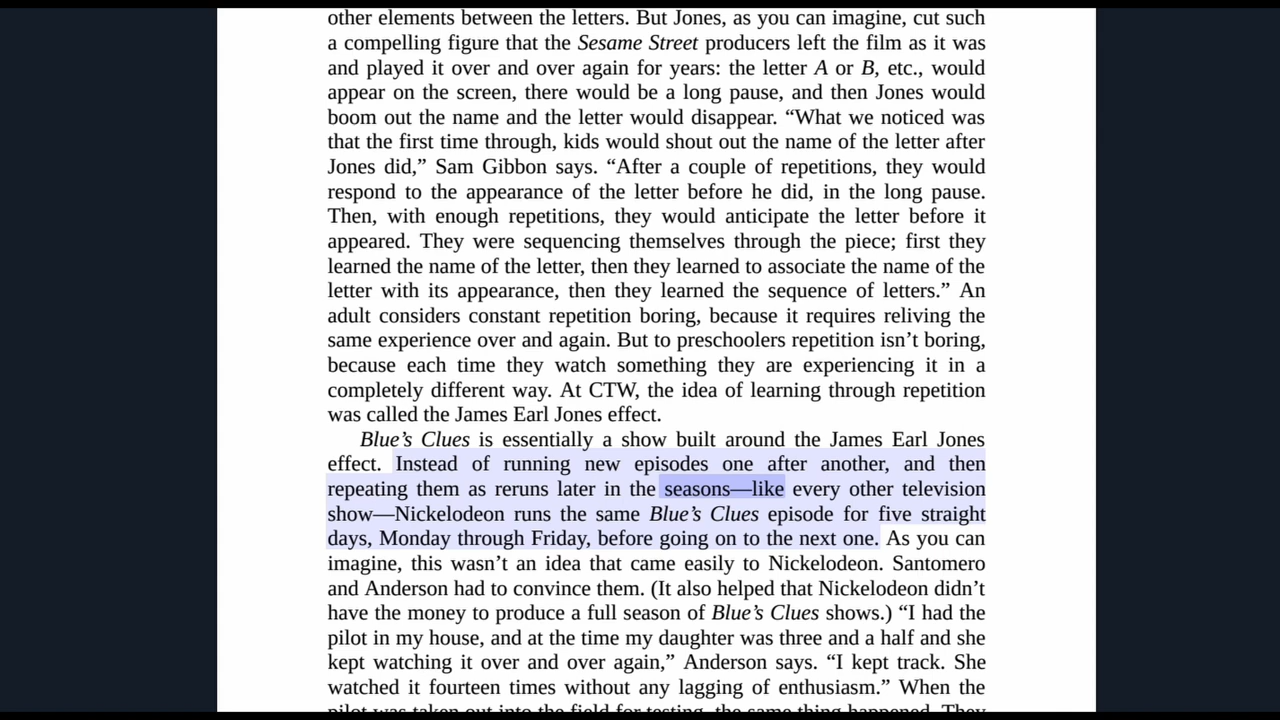 other elements between the letters. But Jones, as you can imagine, cut such
a compelling figure that the Sesame Street producers left the film as it was
and played it over and over again for years: the letter A or B, etc., would
appear on the screen, there would be a long pause, and then Jones would
boom out the name and the letter would disappear. “What we noticed was
that the first time through, kids would shout out the name of the letter after
Jones did,” Sam Gibbon says. “After a couple of repetitions, they would
respond to the appearance of the letter before he did, in the long pause.
Then, with enough repetitions, they would anticipate the letter before it
appeared. They were sequencing themselves through the piece; first they
learned the name of the letter, then they learned to associate the name of the
letter with its appearance, then they learned the sequence of letters.” An
adult considers constant repetition boring, because it requires reliving the
same experience over and again. But to preschoolers repetition isn’t boring,
because each time they watch something they are experiencing it in a
completely different way. At CTW, the idea of learning through repetition
was called the James Earl Jones effect.
Blue’s Clues is essentially a show built around the James Earl Jones
effect. Instead of running new episodes one after another, and then
repeating them as reruns later in the seasons—like every other television
show—Nickelodeon runs the same Blue’s Clues episode for five straight
days, Monday through Friday, before going on to the next one. As you can
imagine, this wasn’t an idea that came easily to Nickelodeon. Santomero
and Anderson had to convince them. (It also helped that Nickelodeon didn’t
have the money to produce a full season of Blue’s Clues shows.) “I had the
pilot in my house, and at the time my daughter was three and a half and she
kept watching it over and over again,” Anderson says. “I kept track. She
watched it fourteen times without any lagging of enthusiasm.” When the
pilot was taken out into the field for testing, the same thing happened. They